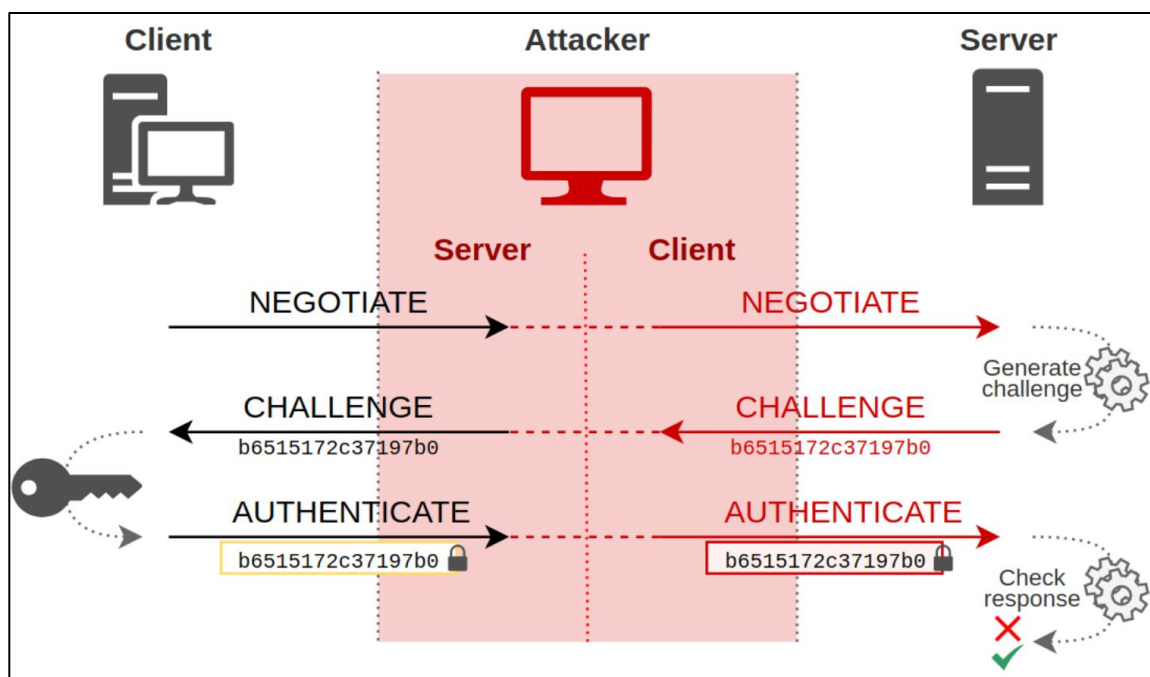 Client
Attacker
Server
Server
Client
NEGOTIATE
NEGOTIATE
Generate
challenge
CHALLENGE
b6515172c37197b0
CHALLENGE
b6515172c37197b0
AUTHENTICATE
b6515172c37197b0
AUTHENTICATE
b6515172c37197b0
Check
response